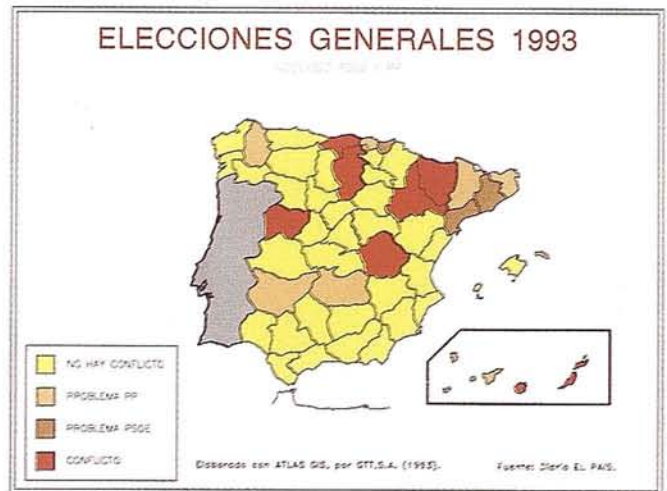 ELECCIONES GENERALES 1993
NO HAY CONFLICTO
PROBLEMA PP
PROBLEMA PSOE
CONFLICTO
Elaborado con ATLAS GIS, por GTT,S.A. (1993).
Fuente: Diario EL PAIS.